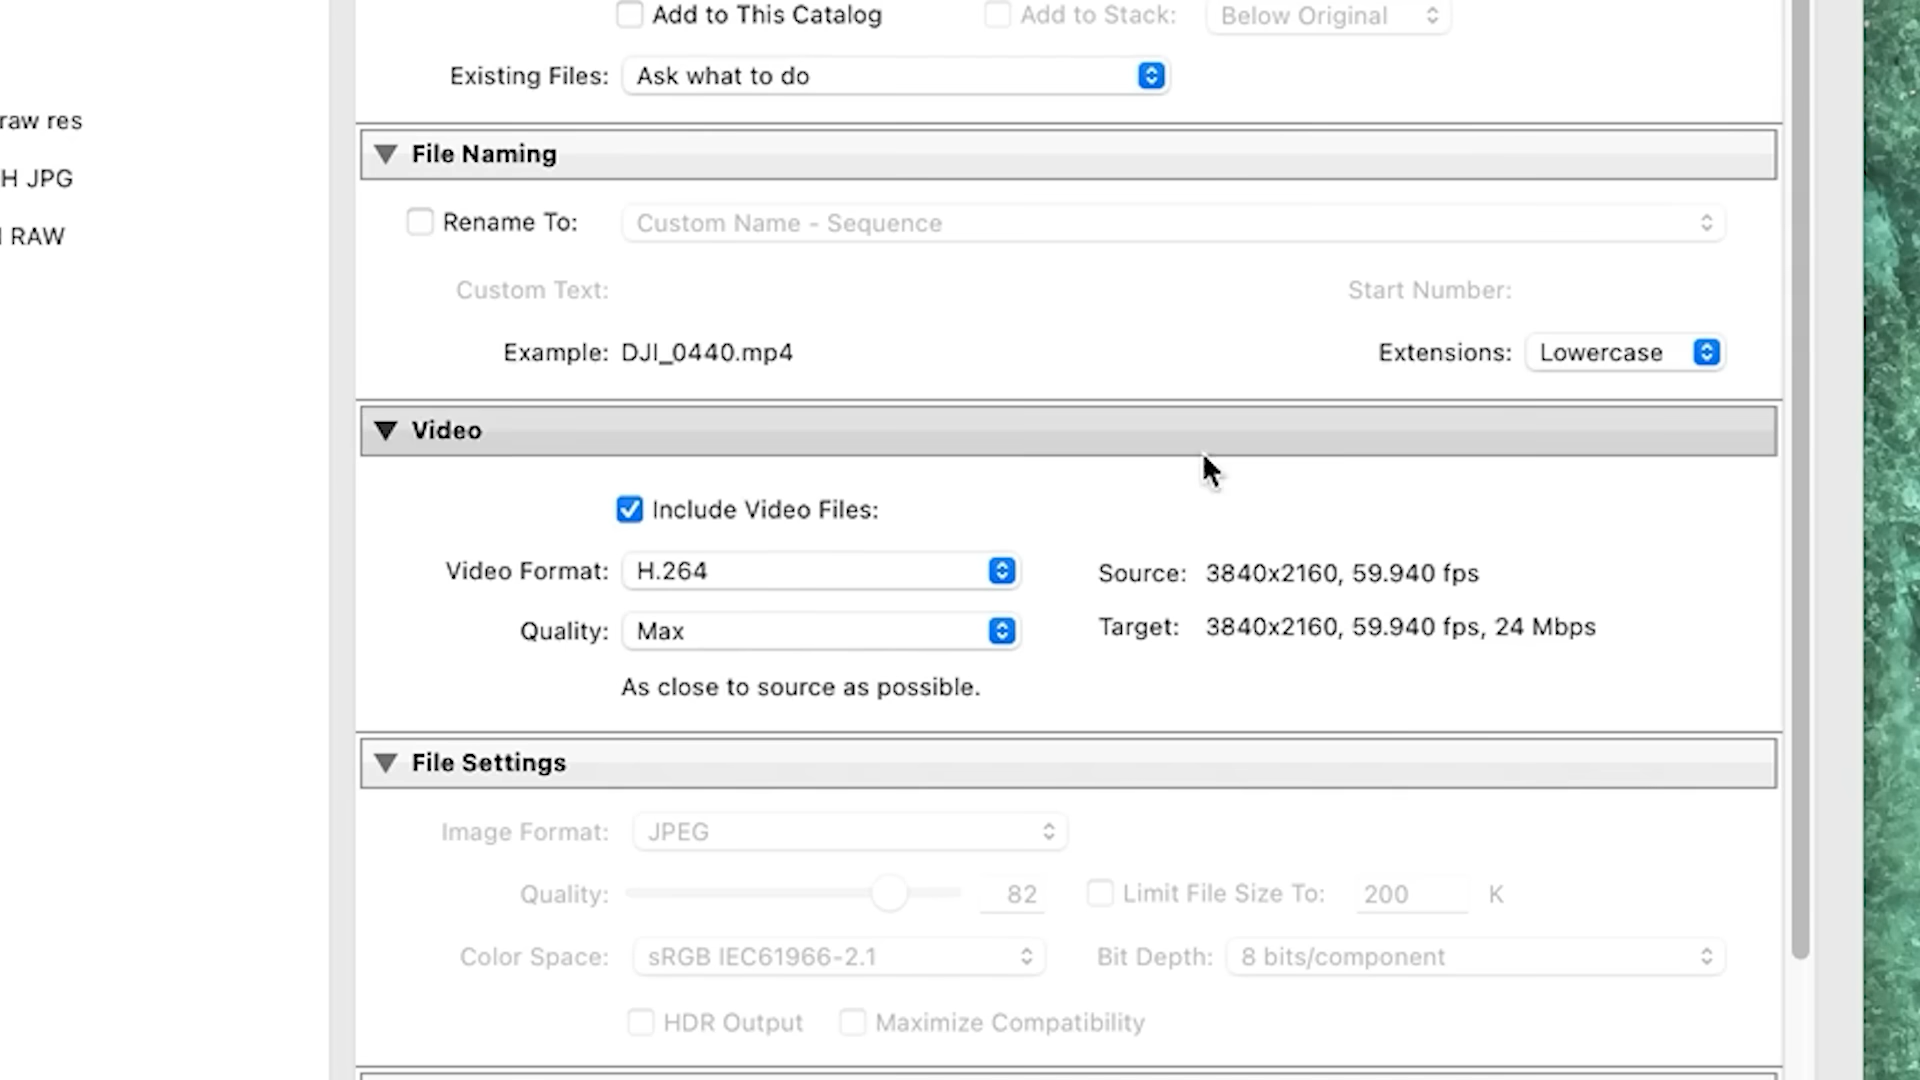 Add to This Catalog
Add to Stack:
Below Original
Existing Files:
Ask what to do
raw res
H JPG
RAW
File Naming
Rename To:
Custom Name - Sequence
Custom Text:
Start Number:
Example:
DJI_0440.mp4
Extensions:
Lowercase
Video
Include Video Files:
Video Format:
H.264
Source: 3840x2160, 59.940 fps
Quality:
Max
Target: 3840x2160, 59.940 fps, 24 Mbps
As close to source as possible.
File Settings
Image Format:
JPEG
Quality:
82
Limit File Size To:
200
K
Color Space:
sRGB IEC61966-2.1
Bit Depth:
8 bits/component
HDR Output
Maximize Compatibility